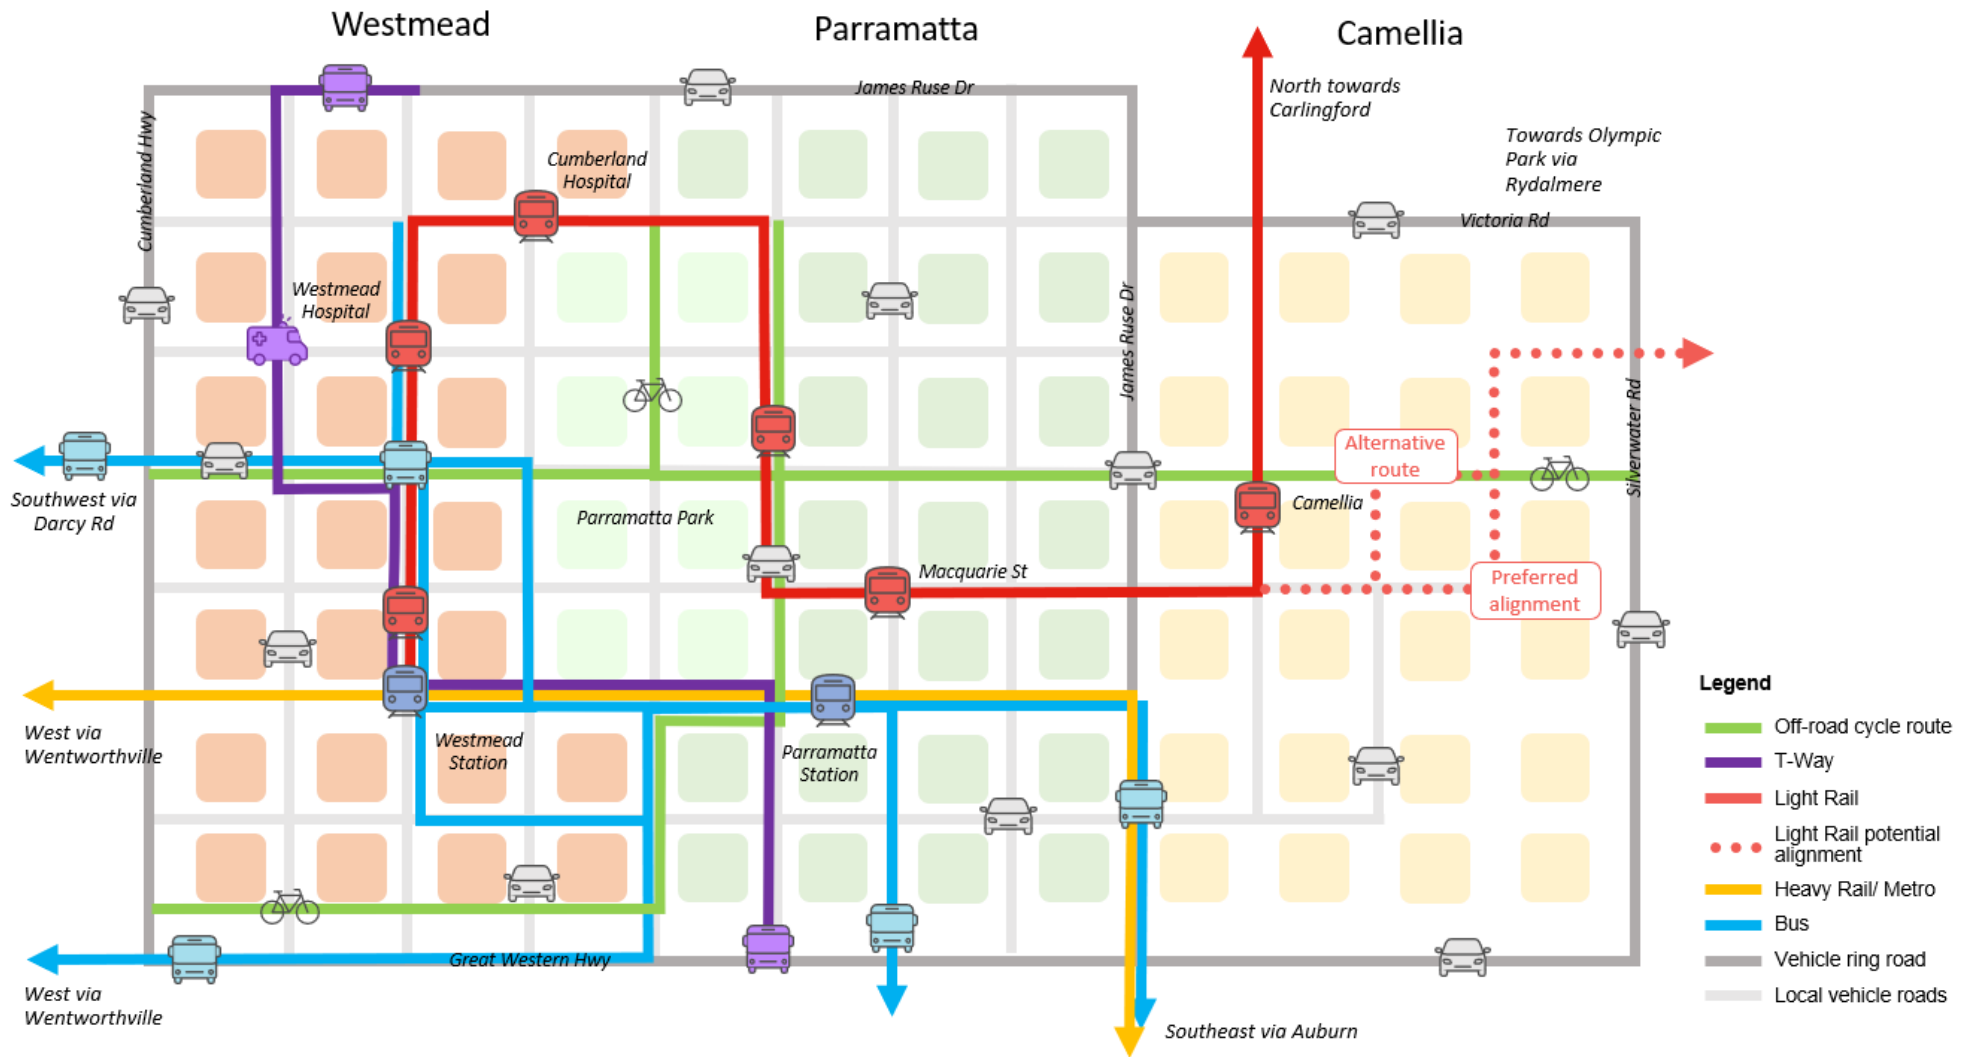 Westmead
Parramatta
Camellia
James Ruse Dr
North towards
Carlingford
Cumberland Hwy
Towards Olympic
Park via
Rydalmere
Cumberland
Hospital
Victoria Rd
Westmead
Hospital
James Ruse Dr
Silverwater Rd
Alternative
route
Southwest via
Darcy Rd
Parramatta Park
Camellia
Macquarie St
Preferred
alignment
West via
Wentworthville
Westmead
Station
Parramatta
Station
Great Western Hwy
West via
Wentworthville
Southeast via Auburn
Legend
Off-road cycle route
T-Way
Light Rail
Light Rail potential
alignment
Heavy Rail/ Metro
Bus
Vehicle ring road
Local vehicle roads